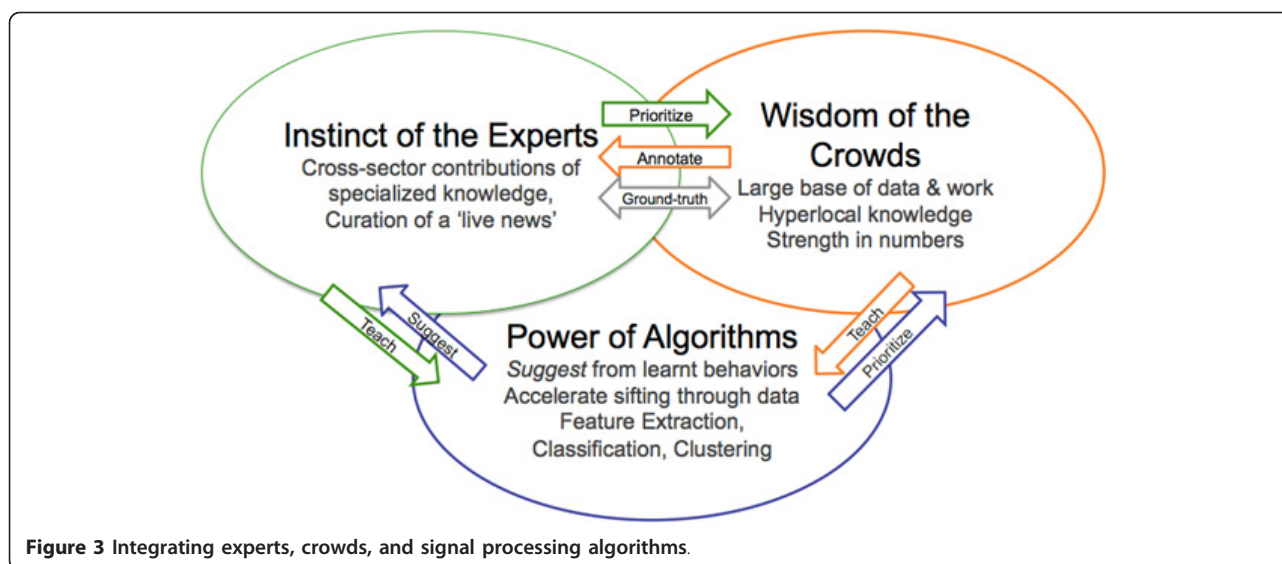 Instinct of the Experts
Cross-sector contributions of
specialized knowledge,
Curation of a 'live news'
Prioritize
Annotate
Ground-truth
Wisdom of the
Crowds
Large base of data & work
Hyperlocal knowledge
Strength in numbers
Teach
Suggest
Power of Algorithms
Suggest from learnt behaviors
Accelerate sifting through data
Feature Extraction,
Classification, Clustering
Teach
Prioritize
Figure 3 Integrating experts, crowds, and signal processing algorithms.